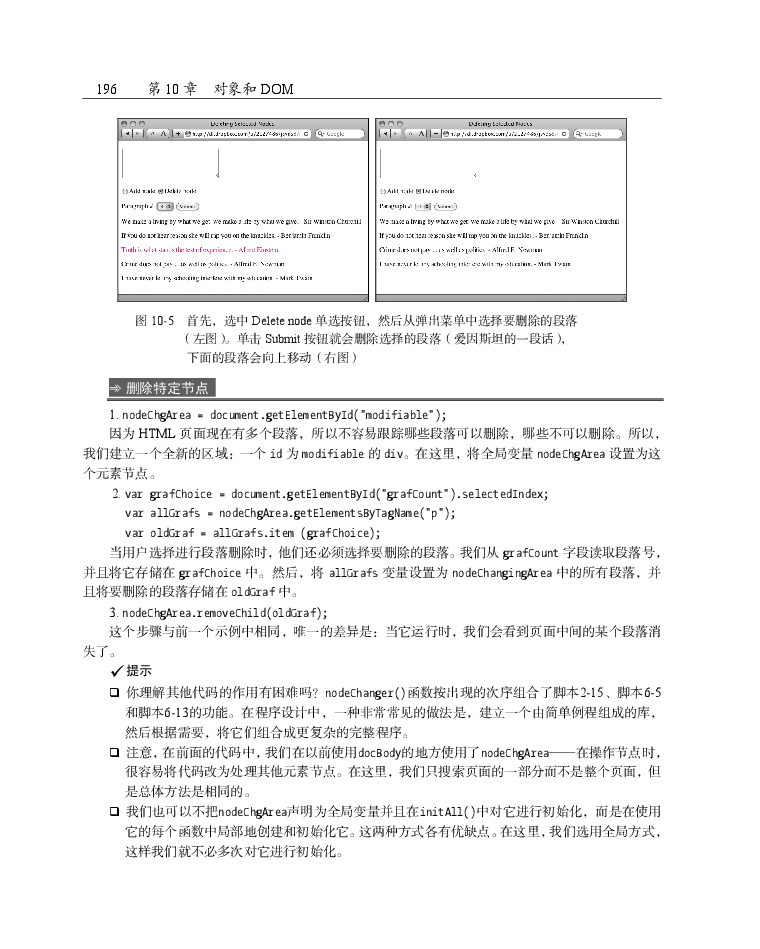 196 第 10 章 对象和 DOM
Deleting Selected Nodes
Add node Delete node
Paragraph #: 3 Submit
We make a living by what we get, we make a life by what we give. - Sir Winston Churchill
If you do not hear reason she will rap you on the knuckles. - Benjamin Franklin
Truth is what stands the test of experience. - Albert Einstein
Crime does not pay ... as well as politics. - Alfred E. Newman
I have never let my schooling interfere with my education. - Mark Twain
Deleting Selected Nodes
Add node Delete node
Paragraph #: Submit
We make a living by what we get, we make a life by what we give. - Sir Winston Churchill
If you do not hear reason she will rap you on the knuckles. - Benjamin Franklin
Crime does not pay ... as well as politics. - Alfred E. Newman
I have never let my schooling interfere with my education. - Mark Twain
图 10-5 首先，选中 Delete node 单选按钮，然后从弹出菜单中选择要删除的段落
（左图）。单击 Submit 按钮就会删除选择的段落（爱因斯坦的一段话），
下面的段落会向上移动（右图）
删除特定节点
1. nodeChgArea = document.getElementById("modifiable");
因为 HTML 页面现在有多个段落，所以不容易跟踪哪些段落可以删除，哪些不可以删除。所以，
我们建立一个全新的区域：一个 id 为 modifiable 的 div。在这里，将全局变量 nodeChgArea 设置为这
个元素节点。
2. var grafChoice = document.getElementById("grafCount").selectedIndex;
var allGrafs = nodeChgArea.getElementsByTagName("p");
var oldGraf = allGrafs.item (grafChoice);
当用户选择进行段落删除时，他们还必须选择要删除的段落。我们从 grafCount 字段读取段落号，
并且将它存储在 grafChoice 中。然后，将 allGrafs 变量设置为 nodeChangingArea 中的所有段落，并
且将要删除的段落存储在 oldGraf 中。
3. nodeChgArea.removeChild(oldGraf);
这个步骤与前一个示例中相同，唯一的差异是：当它运行时，我们会看到页面中间的某个段落消
失了。
✓ 提示
❑ 你理解其他代码的作用有困难吗？nodeChanger()函数按出现的次序组合了脚本2-15、脚本6-5
和脚本6-13的功能。在程序设计中，一种非常常见的做法是，建立一个由简单例程组成的库，
然后根据需要，将它们组合成更复杂的完整程序。
❑ 注意，在前面的代码中，我们在以前使用docBody的地方使用了nodeChgArea——在操作节点时，
很容易将代码改为处理其他元素节点。在这里，我们只搜索页面的一部分而不是整个页面，但
是总体方法是相同的。
❑ 我们也可以不把nodeChgArea声明为全局变量并且在initAll()中对它进行初始化，而是在使用
它的每个函数中局部地创建和初始化它。这两种方式各有优缺点。在这里，我们选用全局方式，
这样我们就不必多次对它进行初始化。